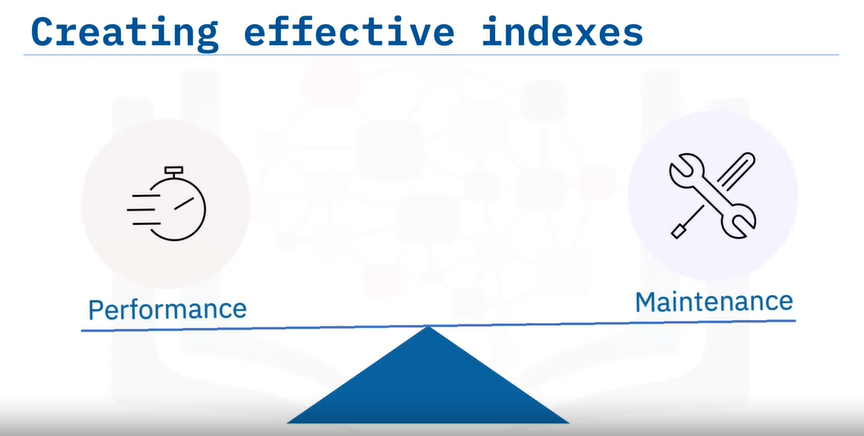 Creating effective indexes
Performance
Maintenance